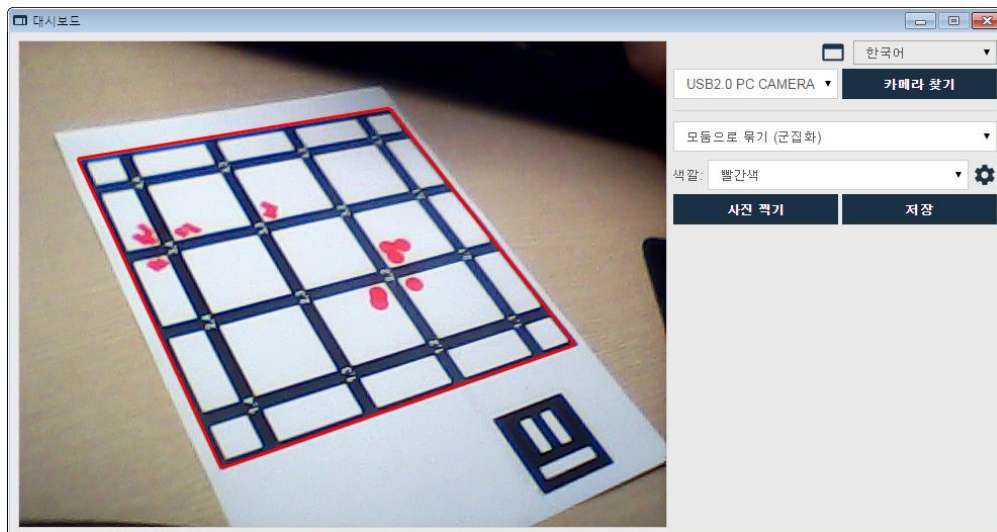 대시보드
한국어
USB2.0 PC CAMERA
카메라 찾기
모둠으로 묶기 (군집화)
색깔:
빨간색
사진 찍기
저장